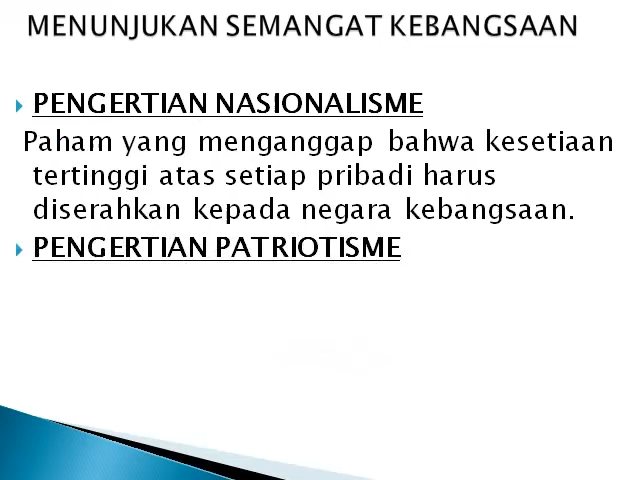 MENUNJUKAN SEMANGAT KEBANGSAAN
PENGERTIAN NASIONALISME
Paham yang menganggap bahwa kesetiaan
tertinggi atas setiap pribadi harus
diserahkan kepada negara kebangsaan.
PENGERTIAN PATRIOTISME